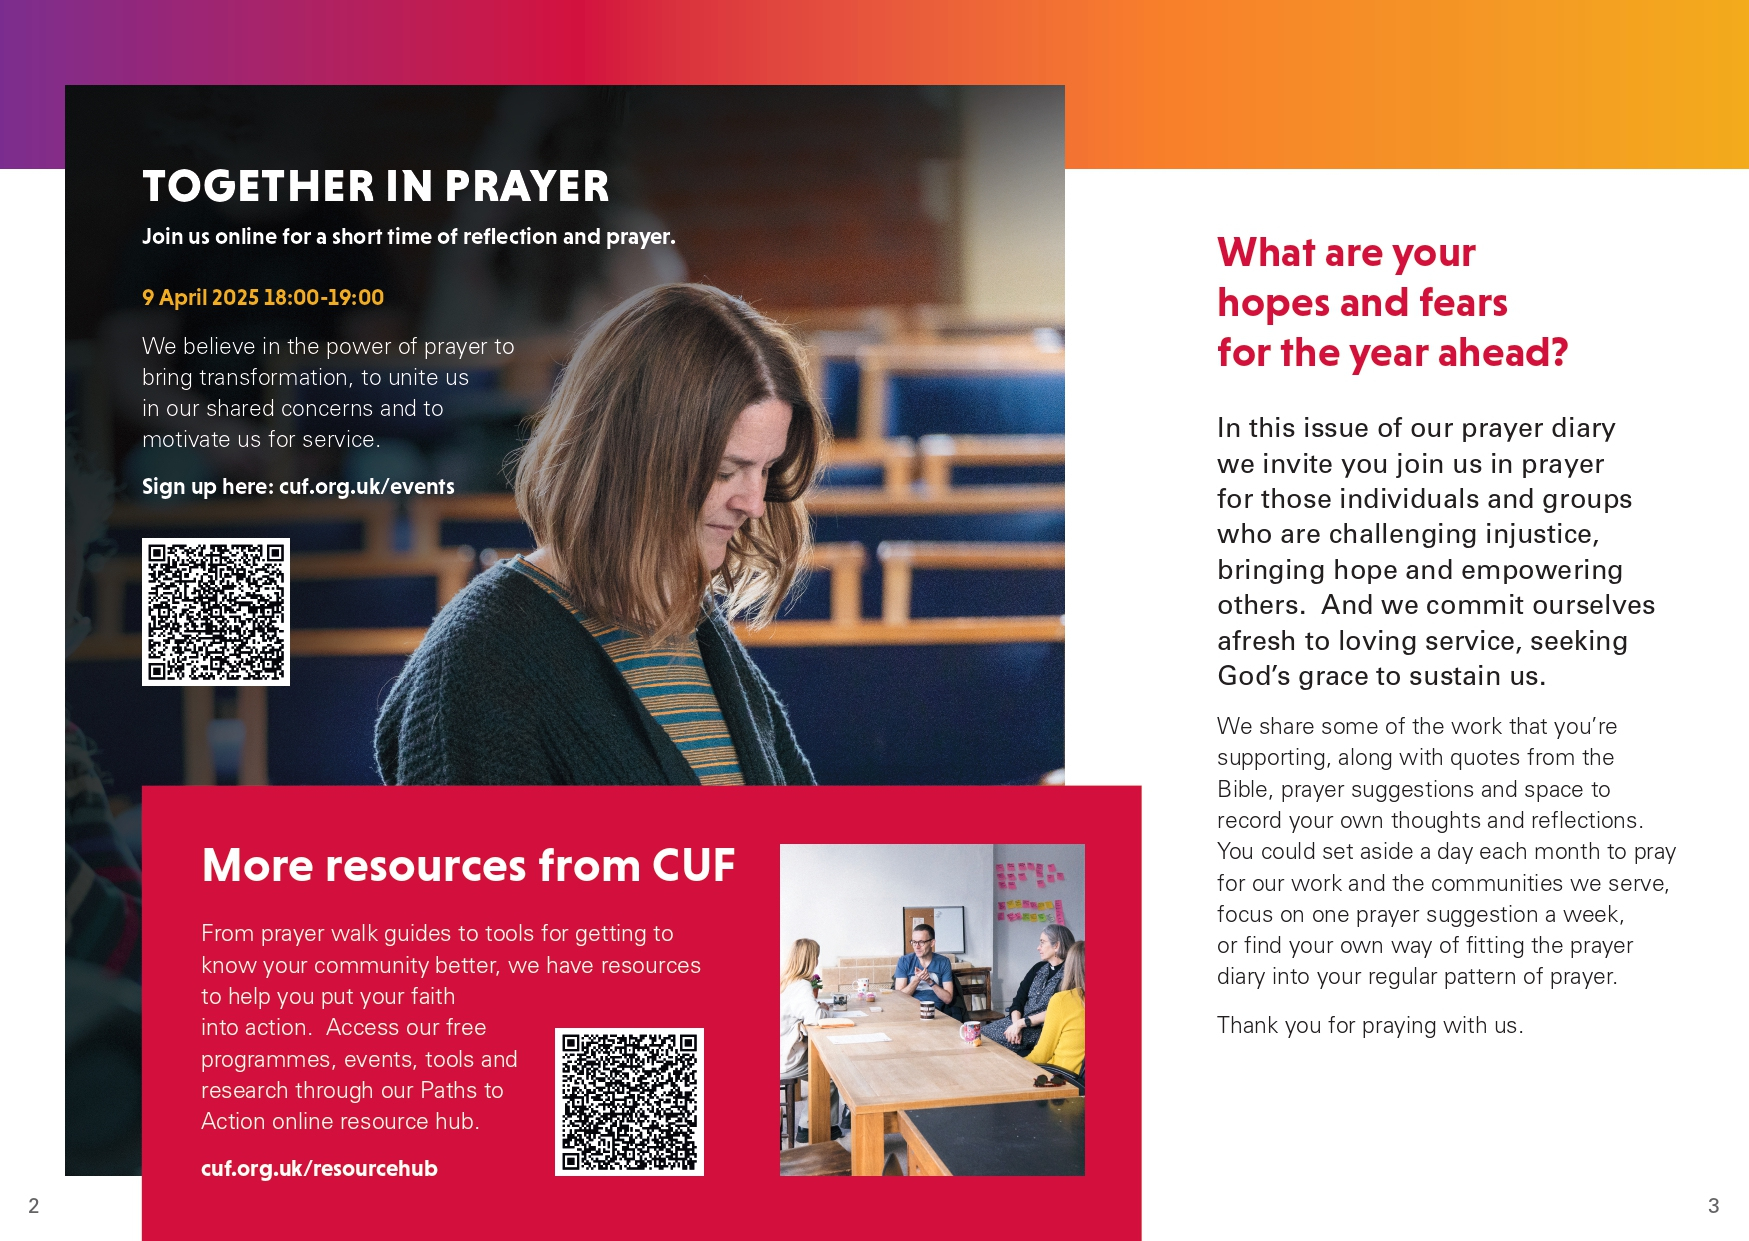 TOGETHER IN PRAYER
Join us online for a short time of reflection and prayer.
9 April 2025 18:00-19:00
We believe in the power of prayer to
bring transformation, to unite us
in our shared concerns and to
motivate us for service.
Sign up here: cuf.org.uk/events
More resources from CUF
From prayer walk guides to tools for getting to
know your community better, we have resources
to help you put your faith
into action.  Access our free
programmes, events, tools and
research through our Paths to
Action online resource hub.
cuf.org.uk/resourcehub
2
What are your
hopes and fears
for the year ahead?
In this issue of our prayer diary
we invite you join us in prayer
for those individuals and groups
who are challenging injustice,
bringing hope and empowering
others.  And we commit ourselves
afresh to loving service, seeking
God’s grace to sustain us.
We share some of the work that you’re
supporting, along with quotes from the
Bible, prayer suggestions and space to
record your own thoughts and reflections.
You could set aside a day each month to pray
for our work and the communities we serve,
focus on one prayer suggestion a week,
or find your own way of fitting the prayer
diary into your regular pattern of prayer.
Thank you for praying with us.
3